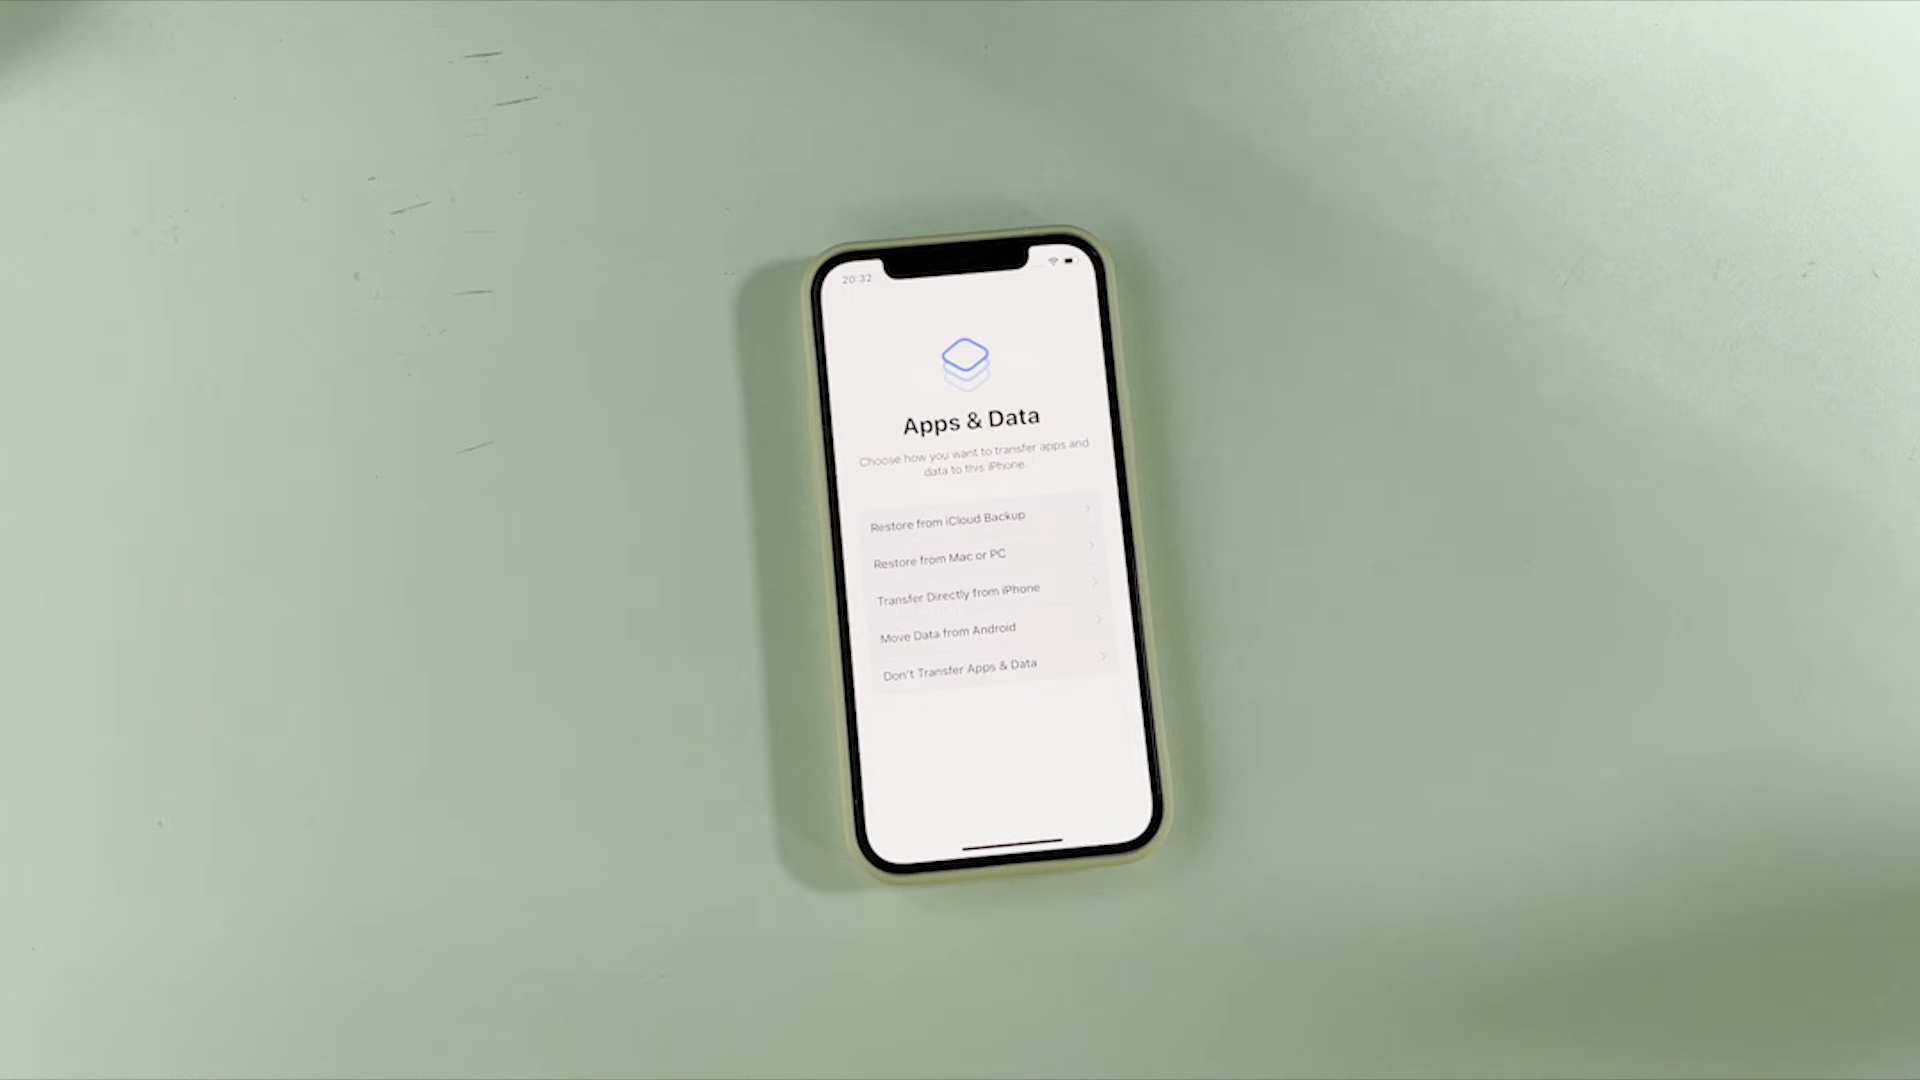 20:32
Apps & Data
Choose how you want to transfer apps and
data to this iPhone.
Restore from iCloud Backup
Restore from Mac or PC
Transfer Directly from iPhone
Move Data from Android
Don't Transfer Apps & Data